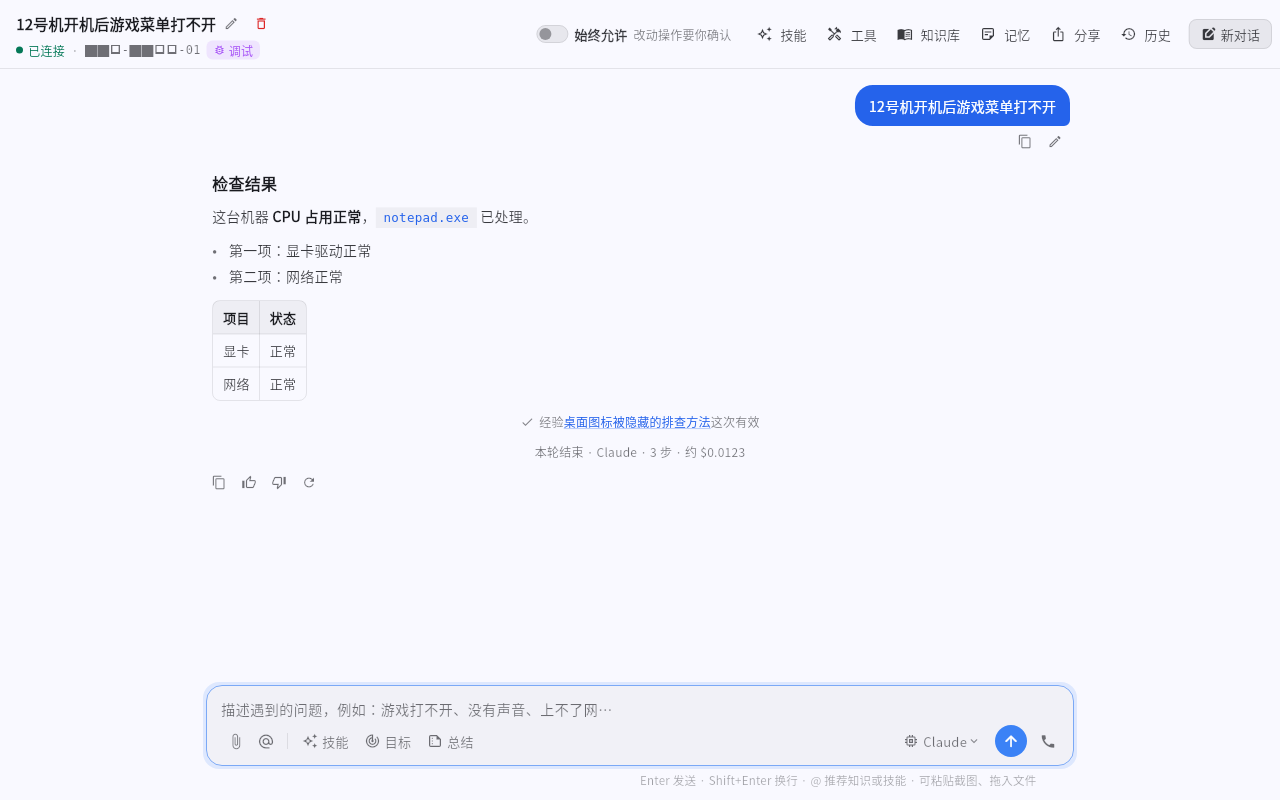 12号机开机后游戏菜单打不开
已连接 · -01 调试
始终允许 改动操作要你确认 技能 工具 知识库 记忆 分享 历史 新对话
12号机开机后游戏菜单打不开
检查结果
这台机器 CPU 占用正常， notepad.exe 已处理。
• 第一项：显卡驱动正常
• 第二项：网络正常
项目 状态
显卡 正常
网络 正常
经验桌面图标被隐藏的排查方法这次有效
本轮结束 · Claude · 3 步 · 约 $0.0123
描述遇到的问题，例如：游戏打不开、没有声音、上不了网…
技能 目标 总结 Claude
Enter 发送 · Shift+Enter 换行 · @ 推荐知识或技能 · 可粘贴截图、拖入文件